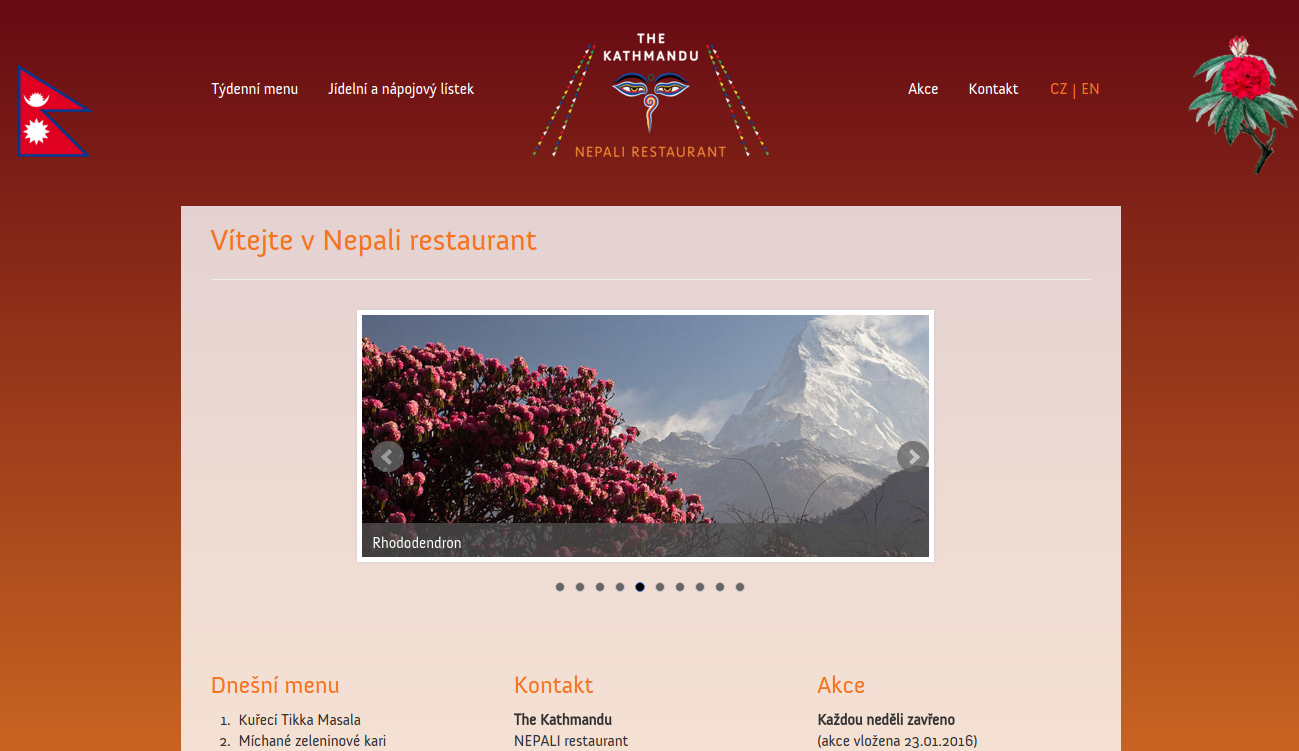 THE
KATHMANDU
NEPALI RESTAURANT
Týdenní menu
Jídelní a nápojový lístek
Akce
Kontakt
CZ | EN
Vítejte v Nepali restaurant
Rhododendron
Dnešní menu
1. Kuřecí Tikka Masala
2. Míchané zeleninové kari
Kontakt
The Kathmandu
NEPALI restaurant
Akce
Každou neděli zavřeno
(akce vložena 23.01.2016)